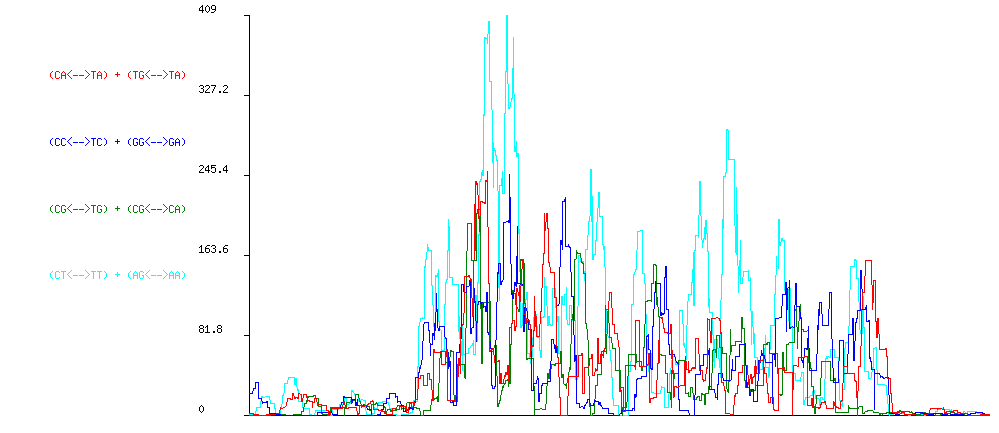 409
(CA<-->TA) + (TG<-->TA)
327.2
(CC<-->TC) + (GG<-->GA)
245.4
(CG<-->TG) + (CG<-->CA)
163.6
(CT<-->TT) + (AG<-->AA)
81.8
0